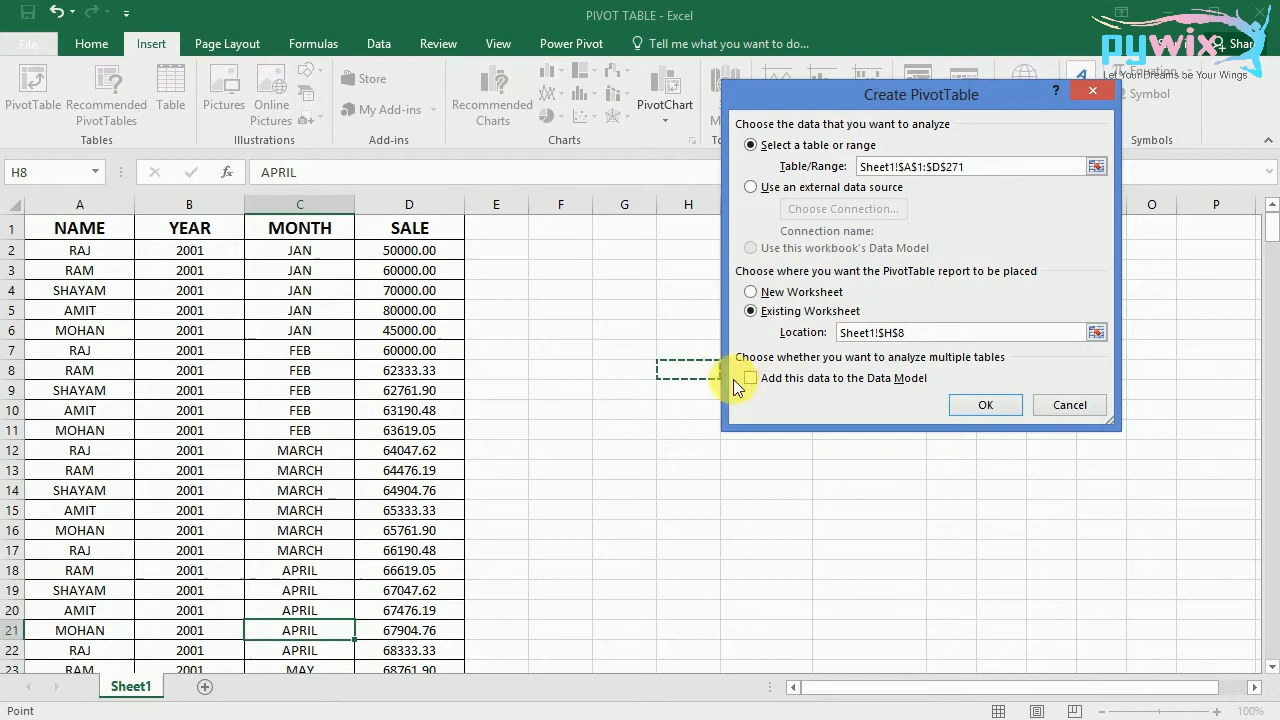 PIVOT TABLE - Excel
File
Home
Insert
Page Layout
Formulas
Data
Review
View
Power Pivot
Tell me what you want to do...
Share
pywix
Let Your Dreams be Your Wings
PivotTable
Recommended
PivotTables
Table
Tables
Pictures
Online
Pictures
Illustrations
Store
My Add-ins
Add-ins
Recommended
Charts
PivotChart
Charts
Equation
Symbol
Symbols
H8
fx
APRIL
A B C D E F G H O P
1 NAME YEAR MONTH SALE
2 RAJ 2001 JAN 50000.00
3 RAM 2001 JAN 60000.00
4 SHAYAM 2001 JAN 70000.00
5 AMIT 2001 JAN 80000.00
6 MOHAN 2001 JAN 45000.00
7 RAJ 2001 FEB 60000.00
8 RAM 2001 FEB 62333.33
9 SHAYAM 2001 FEB 62761.90
10 AMIT 2001 FEB 63190.48
11 MOHAN 2001 FEB 63619.05
12 RAJ 2001 MARCH 64047.62
13 RAM 2001 MARCH 64476.19
14 SHAYAM 2001 MARCH 64904.76
15 AMIT 2001 MARCH 65333.33
16 MOHAN 2001 MARCH 65761.90
17 RAJ 2001 MARCH 66190.48
18 RAM 2001 APRIL 66619.05
19 SHAYAM 2001 APRIL 67047.62
20 AMIT 2001 APRIL 67476.19
21 MOHAN 2001 APRIL 67904.76
22 RAJ 2001 APRIL 68333.33
23 RAM 2001 MAY 68761.90
Create PivotTable
?
Choose the data that you want to analyze
Select a table or range
Table/Range: Sheet1!$A$1:$D$271
Use an external data source
Choose Connection...
Connection name:
Use this workbook's Data Model
Choose where you want the PivotTable report to be placed
New Worksheet
Existing Worksheet
Location: Sheet1!$H$8
Choose whether you want to analyze multiple tables
Add this data to the Data Model
OK
Cancel
Sheet1
Point
100%